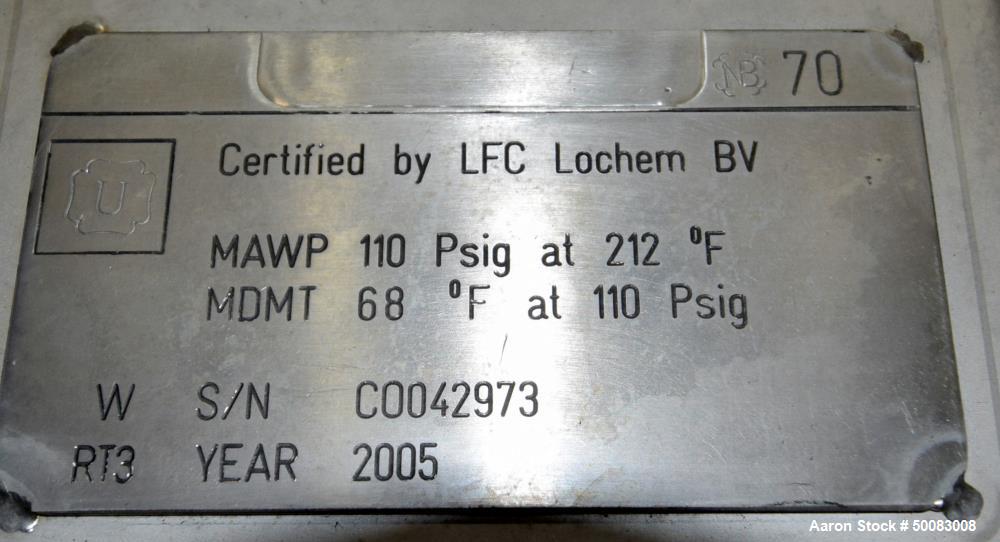 NB 70
U
Certified by LFC Lochem BV
MAWP 110 Psig at 212 °F
MDMT 68 °F at 110 Psig
W S/N C0042973
RT3 YEAR 2005
Aaron Stock # 50083008